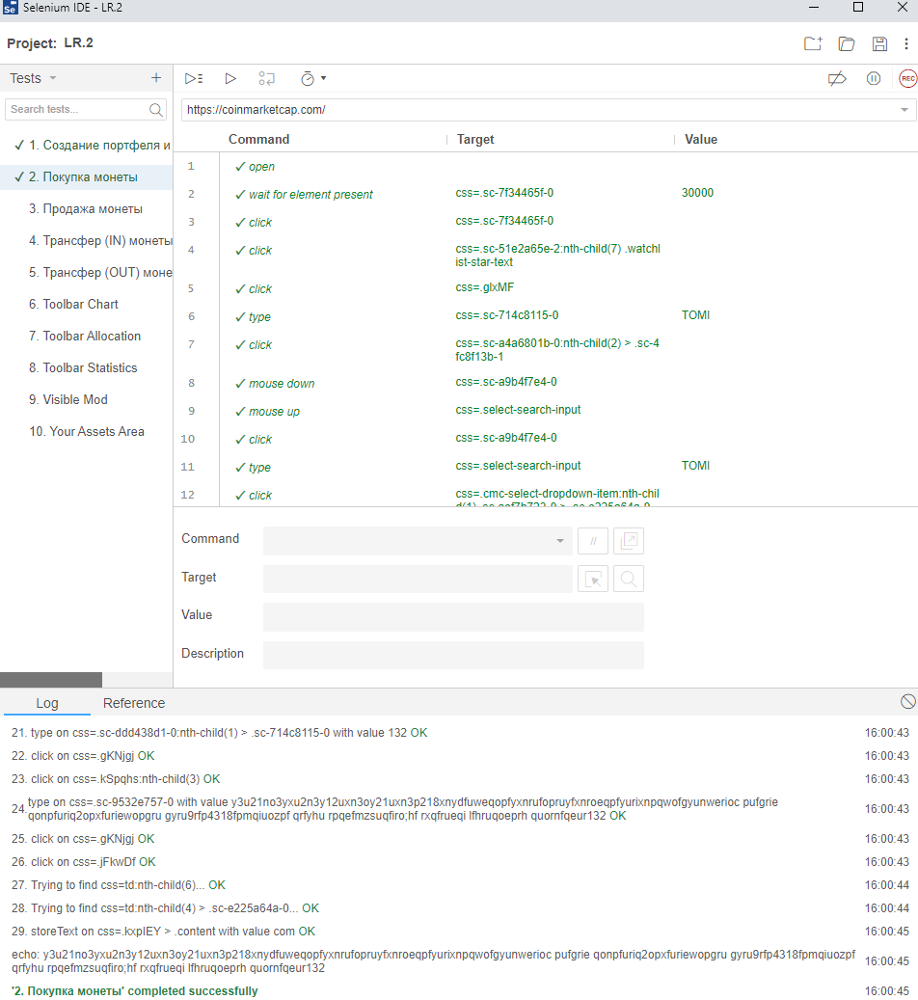 Selenium IDE - LR.2
Project: LR.2
Tests
Search tests...
https://coinmarketcap.com/
REC
Command Target Value
✓ 1. Создание портфеля и
✓ 2. Покупка монеты
3. Продажа монеты
4. Трансфер (IN) монеты
5. Трансфер (OUT) моне
6. Toolbar Chart
7. Toolbar Allocation
8. Toolbar Statistics
9. Visible Mod
10. Your Assets Area
1 ✓ open
2 ✓ wait for element present css=.sc-7f34465f-0 30000
3 ✓ click css=.sc-7f34465f-0
4 ✓ click css=.sc-51e2a65e-2:nth-child(7) .watchl
ist-star-text
5 ✓ click css=.glxMF
6 ✓ type css=.sc-714c8115-0 TOMI
7 ✓ click css=.sc-a4a6801b-0:nth-child(2) > .sc-4
fc8f13b-1
8 ✓ mouse down css=.sc-a9b4f7e4-0
9 ✓ mouse up css=.select-search-input
10 ✓ click css=.sc-a9b4f7e4-0
11 ✓ type css=.select-search-input TOMI
12 ✓ click css=.cmc-select-dropdown-item:nth-chil
Command //
Target
Value
Description
Log Reference
21. type on css=.sc-ddd438d1-0:nth-child(1) > .sc-714c8115-0 with value 132 OK 16:00:43
22. click on css=.gKNjgj OK 16:00:43
23. click on css=.kSpqhs:nth-child(3) OK 16:00:43
24. type on css=.sc-9532e757-0 with value y3u21no3yxu2n3y12uxn3oy21uxn3p218xnydfuweqopfyxnrufopruyfxnroeqpfyurixnpqwofgyunwerioc pufgrie
qonpfuriq2opxfuriewopgru gyru9rfp4318fpmqiuozpf qrfyhu rpqefmzsuqfiro;hf rxqfrueqi lfhruqoeprh quornfqeur132 OK 16:00:43
25. click on css=.gKNjgj OK 16:00:43
26. click on css=.jFkwDf OK 16:00:43
27. Trying to find css=td:nth-child(6)... OK 16:00:44
28. Trying to find css=td:nth-child(4) > .sc-e225a64a-0... OK 16:00:44
29. storeText on css=.kxpIEY > .content with value com OK 16:00:45
echo: y3u21no3yxu2n3y12uxn3oy21uxn3p218xnydfuweqopfyxnrufopruyfxnroeqpfyurixnpqwofgyunwerioc pufgrie qonpfuriq2opxfuriewopgru gyru9rfp4318fpmqiuozpf
qrfyhu rpqefmzsuqfiro;hf rxqfrueqi lfhruqoeprh quornfqeur132 16:00:45
'2. Покупка монеты' completed successfully 16:00:45